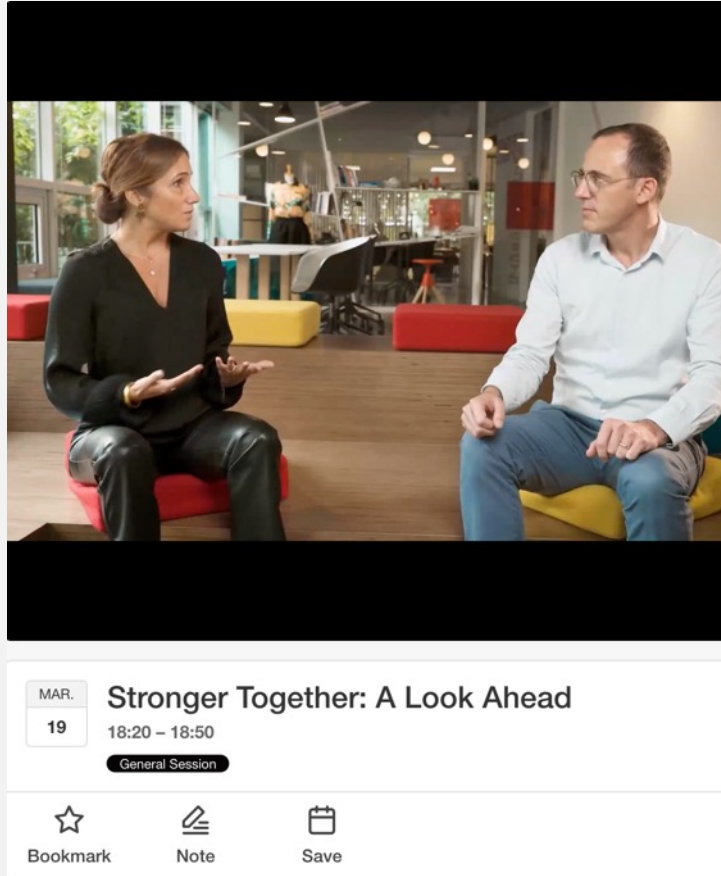 MAR.
19
Stronger Together: A Look Ahead
18:20 – 18:50
General Session
Bookmark
Note
Save